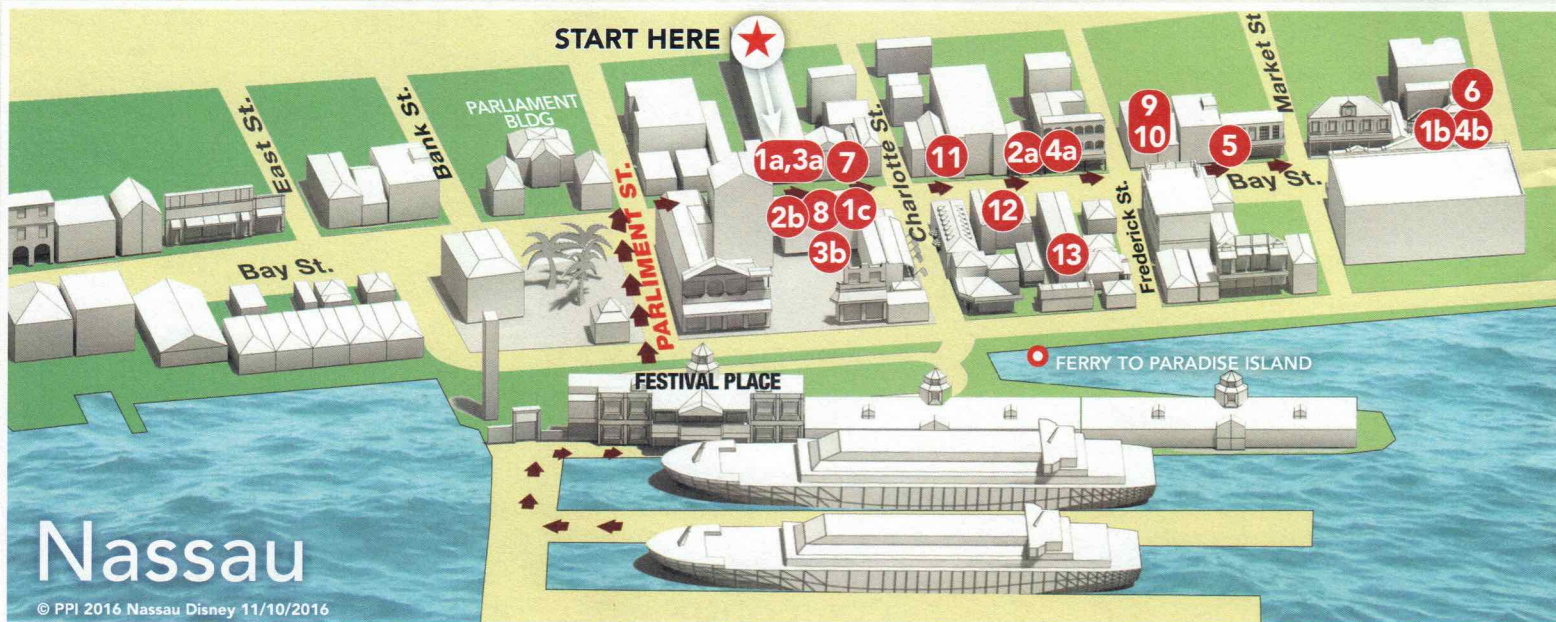 START HERE
East St.
Bank St.
PARLIAMENT
BLDG
PARLIMENT ST.
Charlotte St.
Frederick St.
Market St
Bay St.
Bay St.
1a,3a
7
11
2a
4a
9
10
5
6
1b
4b
2b
8
1c
3b
12
13
FESTIVAL PLACE
FERRY TO PARADISE ISLAND
Nassau
© PPI 2016 Nassau Disney 11/10/2016